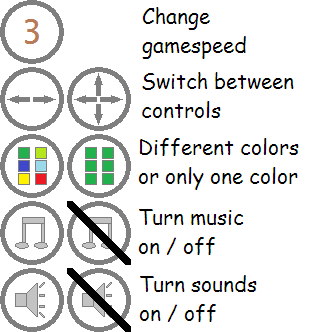 3
Change
gamespeed
Switch between
controls
Different colors
or only one color
Turn music
on / off
Turn sounds
on / off